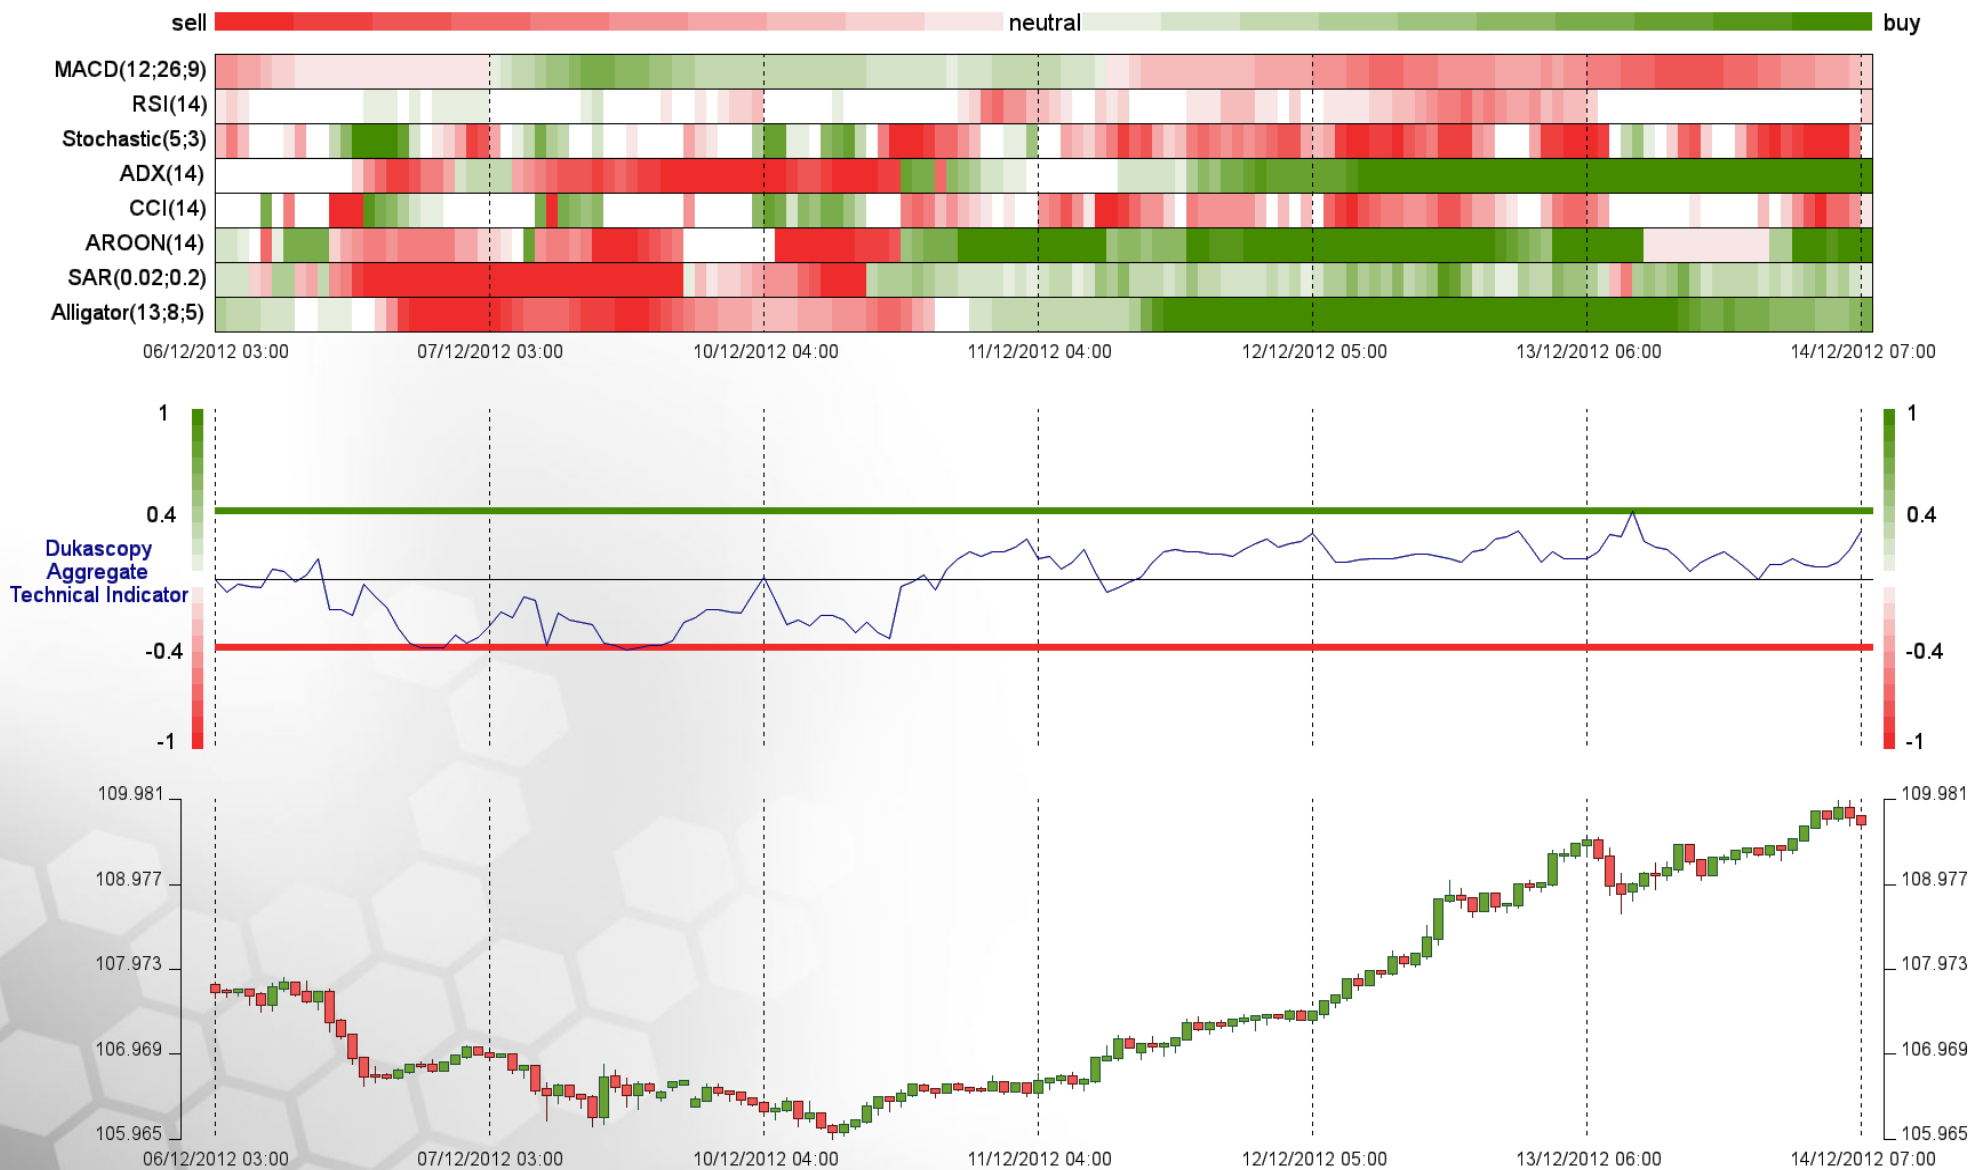 sell neutral buy
MACD(12;26;9)
RSI(14)
Stochastic(5;3)
ADX(14)
CCI(14)
AROON(14)
SAR(0.02;0.2)
Alligator(13;8;5)
06/12/2012 03:00 07/12/2012 03:00 10/12/2012 04:00 11/12/2012 04:00 12/12/2012 05:00 13/12/2012 06:00 14/12/2012 07:00
1 1
0.4 0.4
Dukascopy
Aggregate
Technical Indicator
-0.4 -0.4
-1 -1
109.981 109.981
108.977 108.977
107.973 107.973
106.969 106.969
105.965 105.965
06/12/2012 03:00 07/12/2012 03:00 10/12/2012 04:00 11/12/2012 04:00 12/12/2012 05:00 13/12/2012 06:00 14/12/2012 07:00